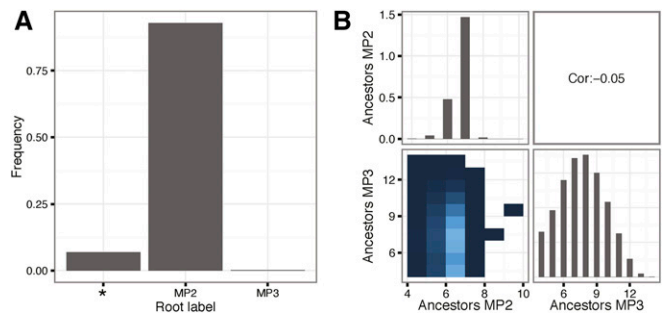 A
Frequency
0.75
0.50
0.25
0.00
*
MP2
MP3
Root label
B
Ancestors MP2
1.5
1.0
0.5
0.0
Cor:−0.05
Ancestors MP3
12
9
6
4 6 8 10
Ancestors MP2
6 9 12
Ancestors MP3